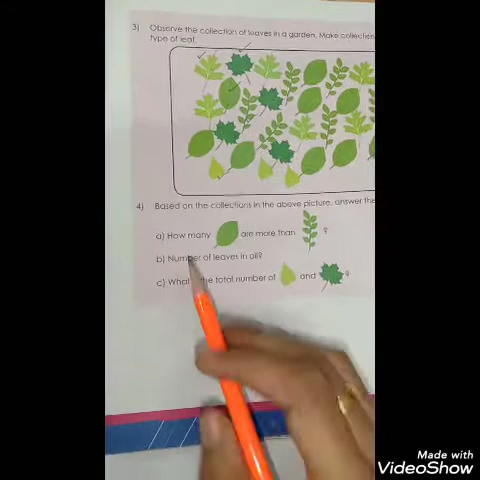 3) Observe the collection of leaves in a garden. Make collection
type of leaf.
4) Based on the collections in the above picture, answer the
a) How many are more than ?
b) Number of leaves in all?
c) What the total number of and ?
Made with
VideoShow